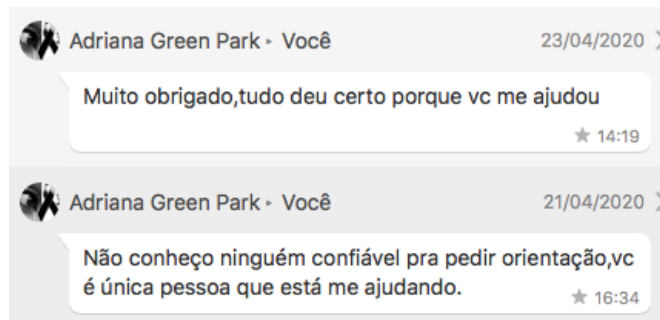 Adriana Green Park ▸ Você 23/04/2020
Muito obrigado,tudo deu certo porque vc me ajudou
★ 14:19
Adriana Green Park ▸ Você 21/04/2020
Não conheço ninguém confiável pra pedir orientação,vc
é única pessoa que está me ajudando.
★ 16:34